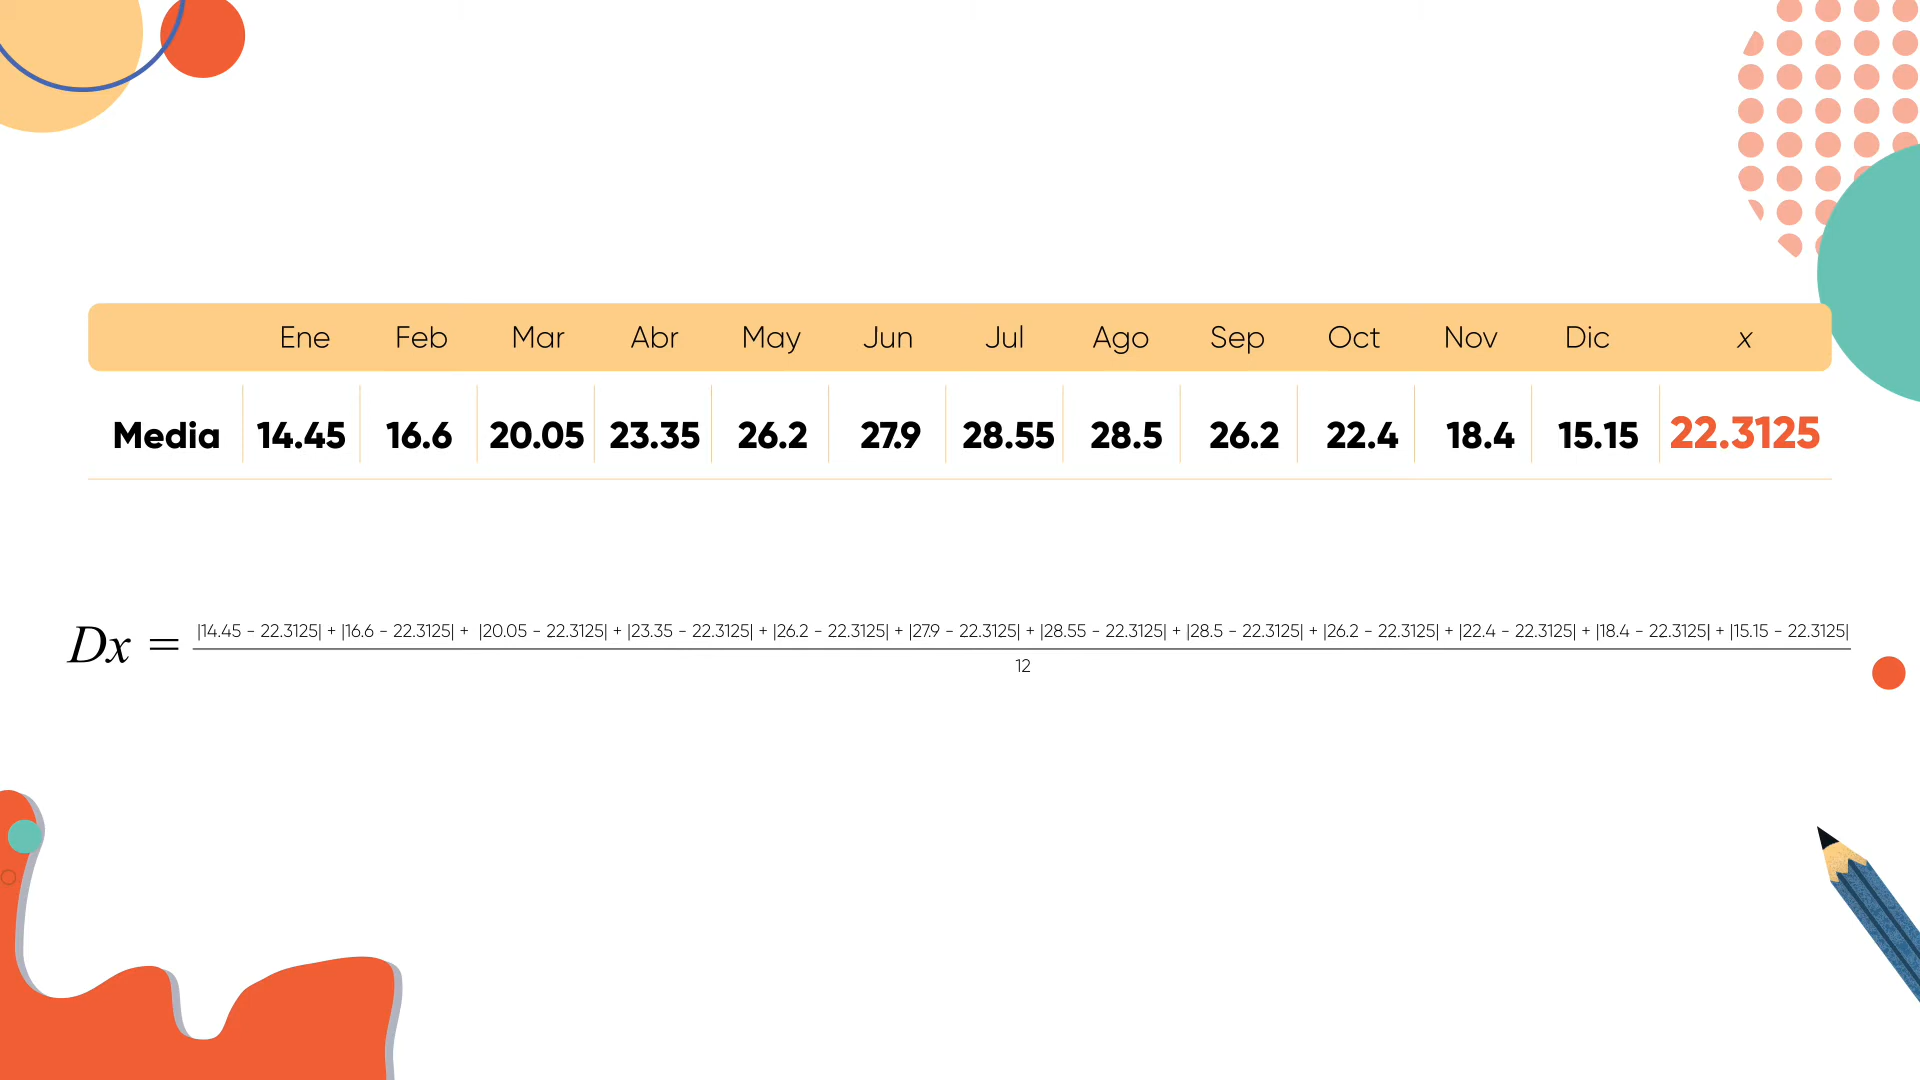 Ene Feb Mar Abr May Jun Jul Ago Sep Oct Nov Dic x
Media 14.45 16.6 20.05 23.35 26.2 27.9 28.55 28.5 26.2 22.4 18.4 15.15 22.3125
|14.45 - 22.3125| + |16.6 - 22.3125| + |20.05 - 22.3125| + |23.35 - 22.3125| + |26.2 - 22.3125| + |27.9 - 22.3125| + |28.55 - 22.3125| + |28.5 - 22.3125| + |26.2 - 22.3125| + |22.4 - 22.3125| + |18.4 - 22.3125| + |15.15 - 22.3125|
Dx =
12